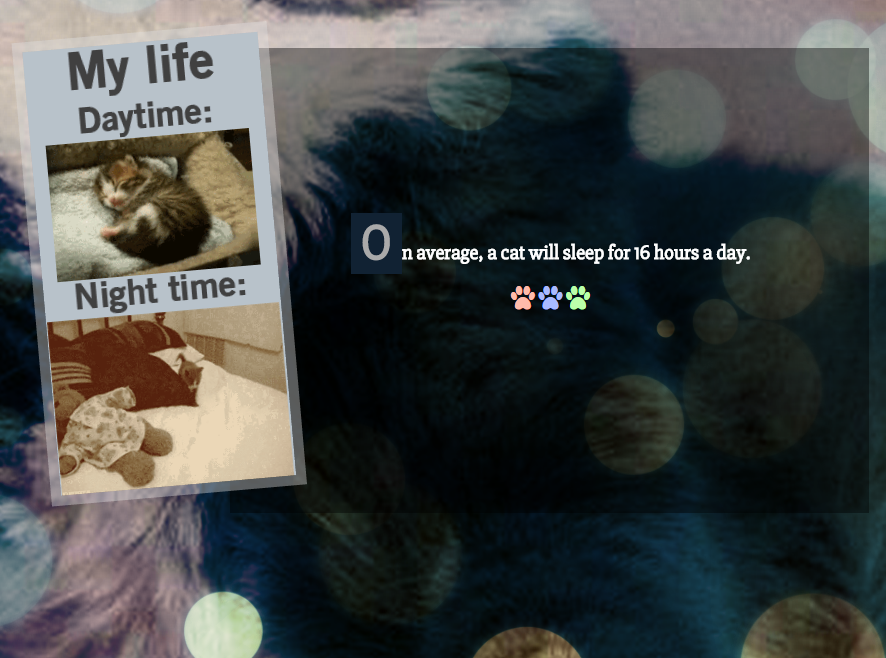 My life
Daytime:
Night time:
On average, a cat will sleep for 16 hours a day.